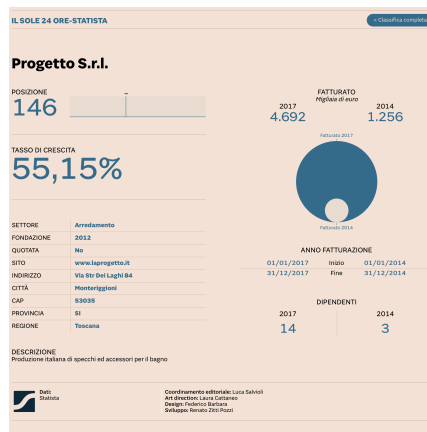 IL SOLE 24 ORE-STATISTA
< Classifica completa
Progetto S.r.l.
POSIZIONE
146
TASSO DI CRESCITA
55,15%
FATTURATO
Migliaia di euro
2017 2014
4.692 1.256
Fatturato 2017
Fatturato 2014
SETTORE Arredamento
FONDAZIONE 2012
QUOTATA No
SITO www.laprogetto.it
INDIRIZZO Via Str Dei Laghi 84
CITTÀ Monteriggioni
CAP 53035
PROVINCIA SI
REGIONE Toscana
ANNO FATTURAZIONE
01/01/2017 Inizio 01/01/2014
31/12/2017 Fine 31/12/2014
DIPENDENTI
2017 2014
14 3
DESCRIZIONE
Produzione italiana di specchi ed accessori per il bagno
Dati:
Statista
Coordinamento editoriale: Luca Salvioli
Art direction: Laura Cattaneo
Design: Federico Barbara
Sviluppo: Renato Zitti Pozzi